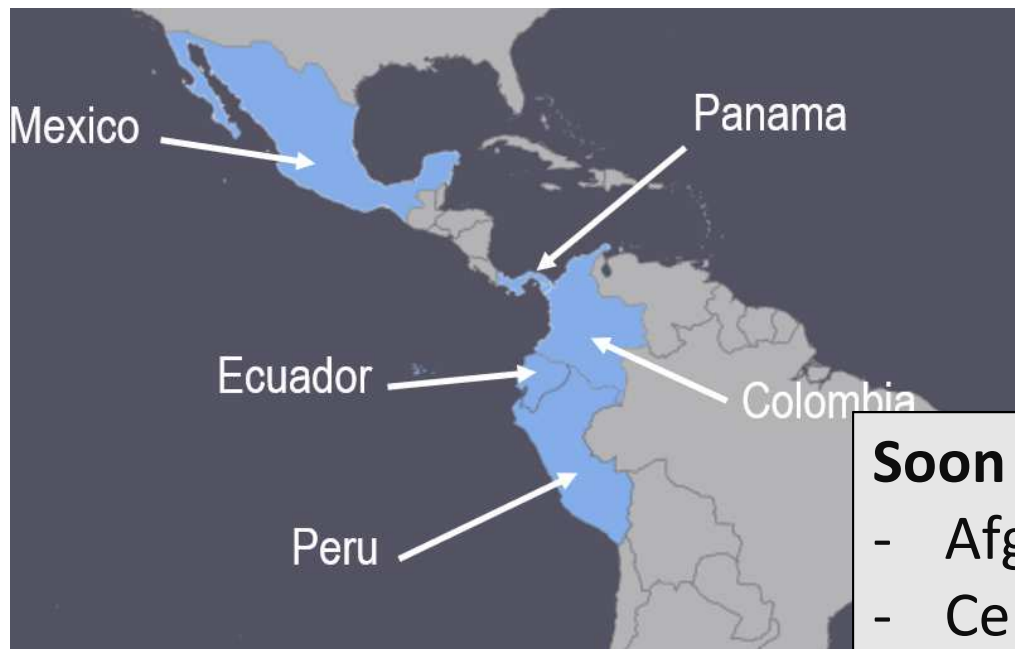 Mexico
Panama
Ecuador
Colombia
Peru
Soon
- Afg
- Ce